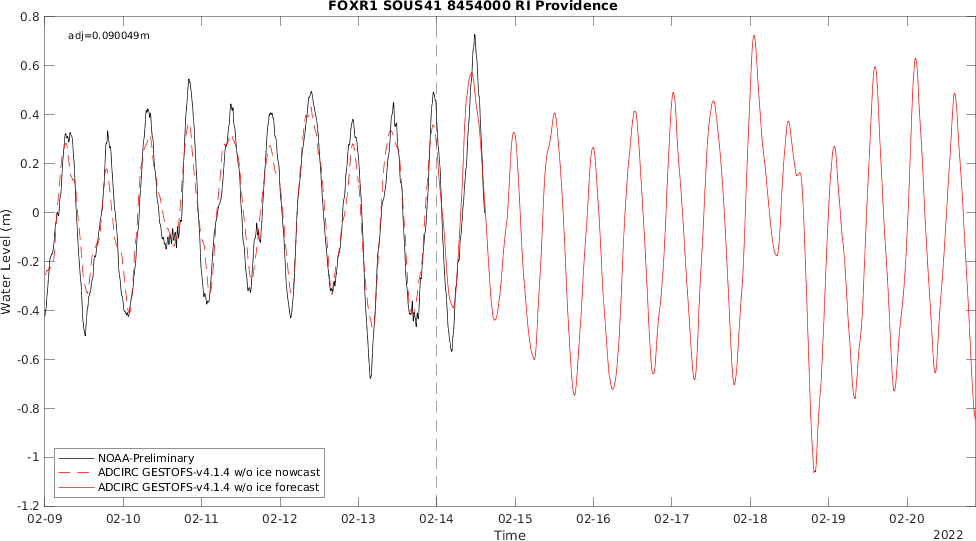 FOXR1 SOUS41 8454000 RI Providence
adj=0.090049m
0.8
0.6
0.4
0.2
0
-0.2
-0.4
-0.6
-0.8
-1
-1.2
Water Level (m)
NOAA-Preliminary
ADCIRC GESTOFS-v4.1.4 w/o ice nowcast
ADCIRC GESTOFS-v4.1.4 w/o ice forecast
02-09 02-10 02-11 02-12 02-13 02-14 02-15 02-16 02-17 02-18 02-19 02-20
Time
2022